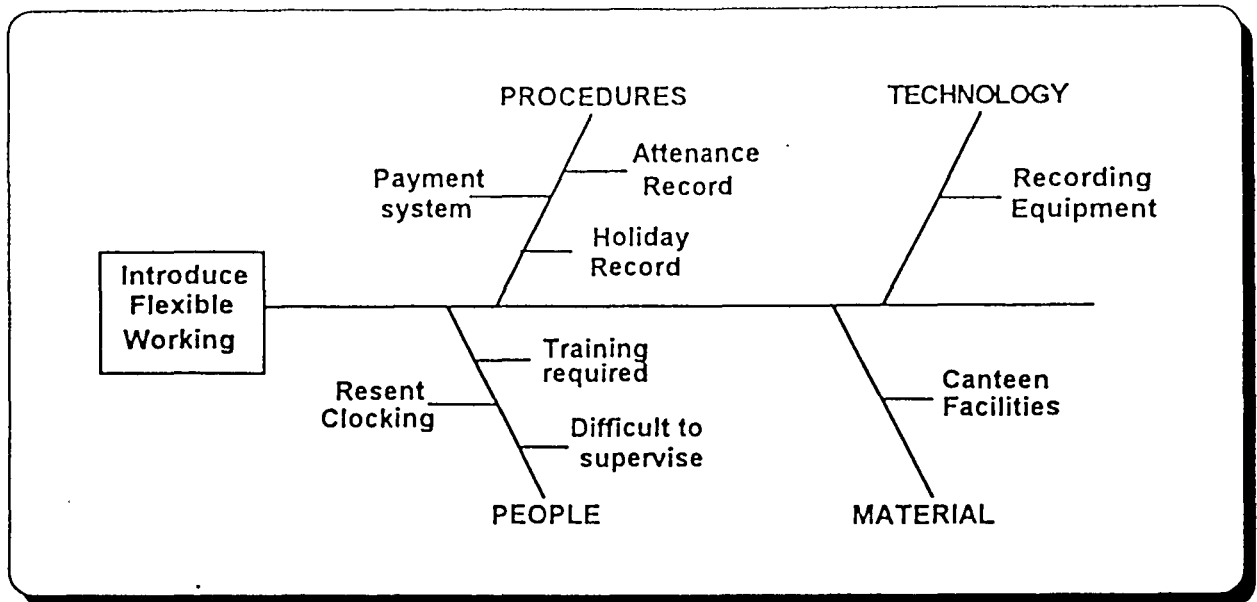 PROCEDURES
TECHNOLOGY
Payment
system
Attenance
Record
Holiday
Record
Recording
Equipment
Introduce
Flexible
Working
Training
required
Resent
Clocking
Difficult to
supervise
Canteen
Facilities
PEOPLE
MATERIAL